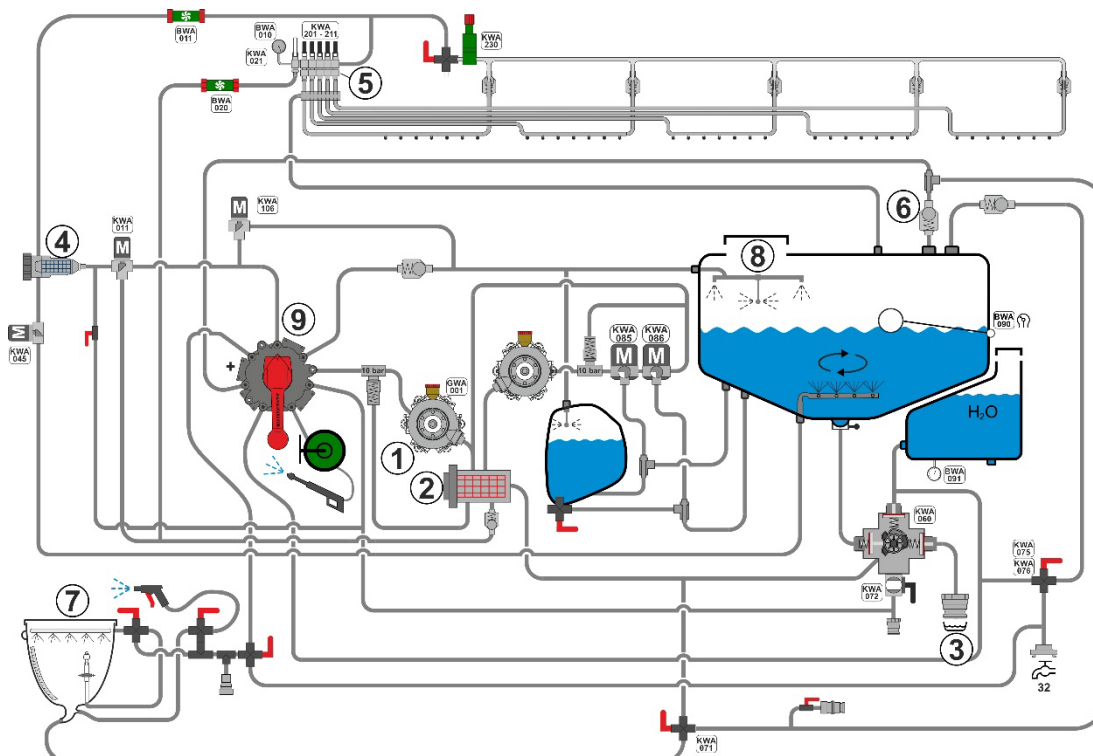 BWA
011
BWA
010
KWA
201 - 211
KWA
021
KWA
230
5
BWA
020
KWA
011
M
KWA
106
M
6
4
8
9
M
KWA
045
+
10 bar
GWA
001
10 bar
KWA
085
KWA
086
M
M
BWA
090
H₂O
1
2
BWA
091
KWA
060
KWA
075
KWA
076
KWA
072
7
3
32
KWA
071